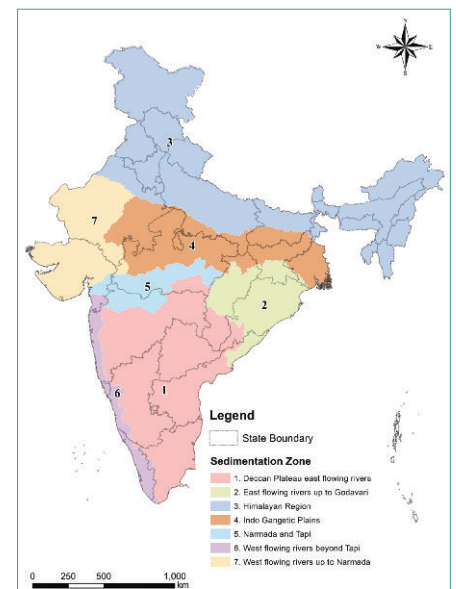 N
W
E
S
3
7
4
5
2
6
1
Legend
State Boundary
Sedimentation Zone
1. Deccan Plateau east flowing rivers
2. East flowing rivers up to Godavari
3. Himalayan Region
4. Indo Gangetic Plains
5. Narmada and Tapi
6. West flowing rivers beyond Tapi
7. West flowing rivers up to Narmada
0 250 500 1,000
km